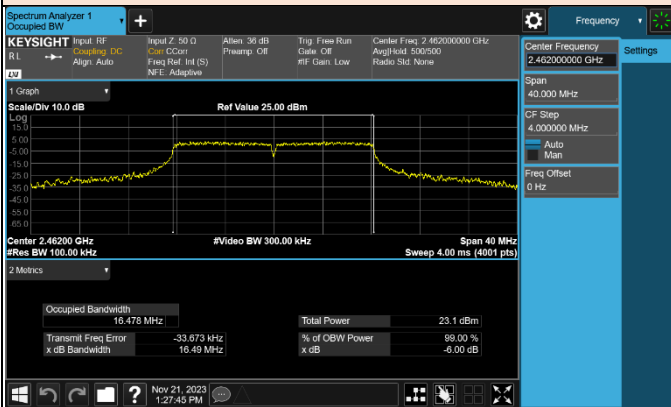 Spectrum Analyzer 1
Occupied BW
+
Frequency
KEYSIGHT
R L
Input: RF
Coupling: DC
Align: Auto
Input Z: 50 Ω
Corr CCorr
Freq Ref: Int (S)
NFE: Adaptive
Atten: 36 dB
Preamp: Off
Trig: Free Run
Gate: Off
#IF Gain: Low
Center Freq: 2.462000000 GHz
Avg|Hold: 500/500
Radio Std: None
Center Frequency
2.462000000 GHz
Settings
Span
40.000 MHz
CF Step
4.000000 MHz
Auto
Man
Freq Offset
0 Hz
1 Graph
Scale/Div 10.0 dB
Ref Value 25.00 dBm
Log
15.0
5.00
-5.00
-15.0
-25.0
-35.0
-45.0
-55.0
-65.0
Center 2.46200 GHz
#Video BW 300.00 kHz
Span 40 MHz
#Res BW 100.00 kHz
Sweep 4.00 ms (4001 pts)
2 Metrics
Occupied Bandwidth
16.478 MHz
Total Power
23.1 dBm
Transmit Freq Error
-33.673 kHz
% of OBW Power
99.00 %
x dB Bandwidth
16.49 MHz
x dB
-6.00 dB
?
Nov 21, 2023
1:27:45 PM